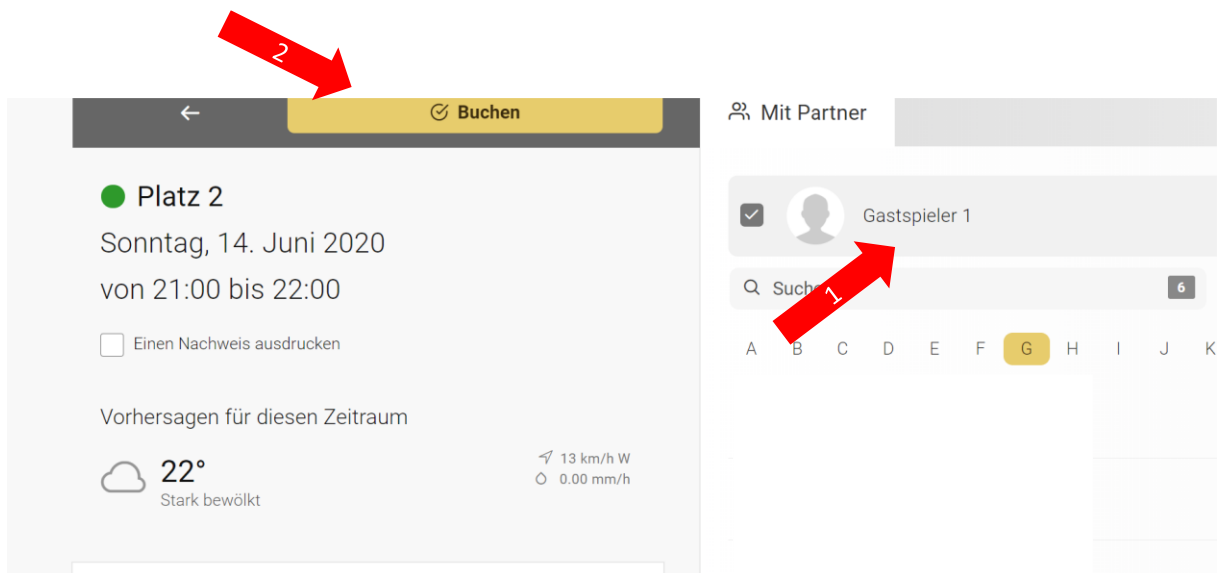 2
Buchen
Platz 2
Sonntag, 14. Juni 2020
von 21:00 bis 22:00
Einen Nachweis ausdrucken
Vorhersagen für diesen Zeitraum
22°
Stark bewölkt
13 km/h W
0.00 mm/h
Mit Partner
Gastspieler 1
1
6
A B C D E F G H I J K